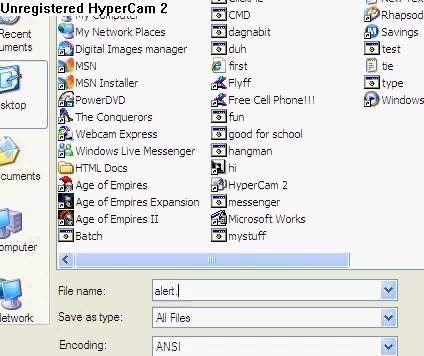 Unregistered HyperCam 2
Recent
My Computer
CMD
Rhapsod
cuments
My Network Places
dagnabit
Savings
Digital Images manager
duh
test
MSN
first
tie
MSN Installer
Flyff
type
sktop
PowerDVD
Free Cell Phone!!!
Windows
The Conquerors
fun
Webcam Express
good for school
Windows Live Messenger
hangman
ocuments
HTML Docs
hi
Age of Empires
HyperCam 2
Age of Empires Expansion
messenger
Age of Empires II
Microsoft Works
omputer
Batch
mystuff
File name:
alert.
Network
Save as type:
All Files
Encoding:
ANSI